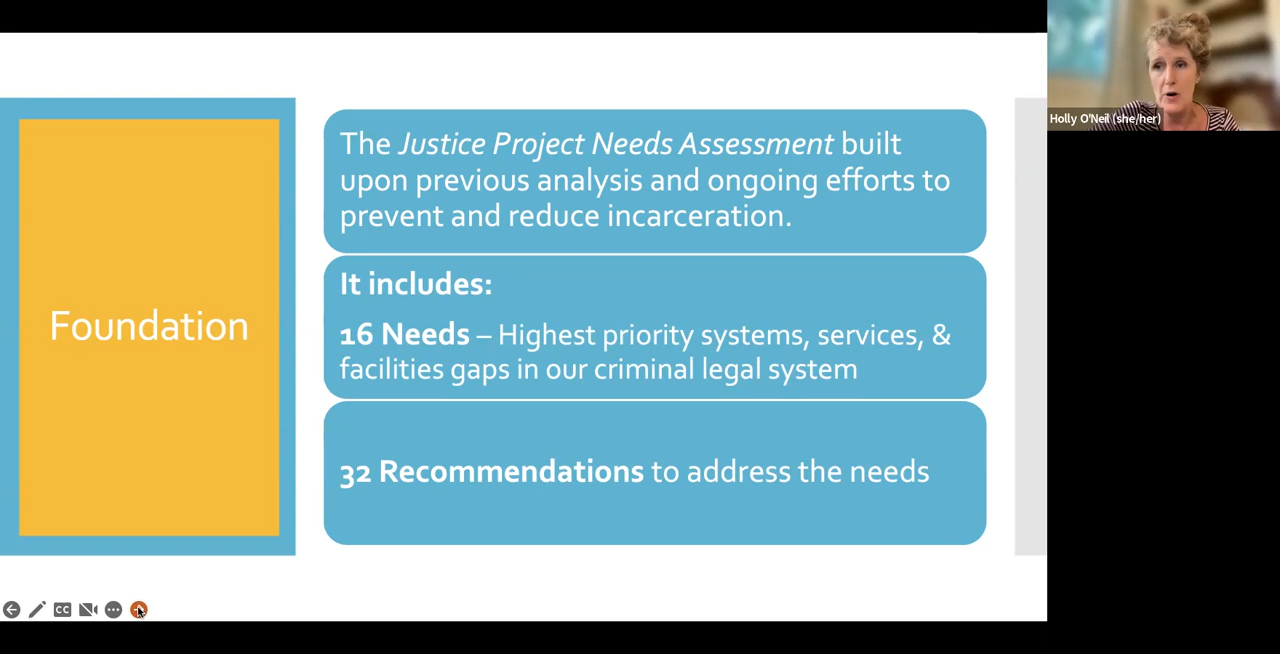 Foundation
The Justice Project Needs Assessment built
upon previous analysis and ongoing efforts to
prevent and reduce incarceration.
It includes:
16 Needs – Highest priority systems, services, &
facilities gaps in our criminal legal system
32 Recommendations to address the needs
Holly O'Neil (she/her)
CC